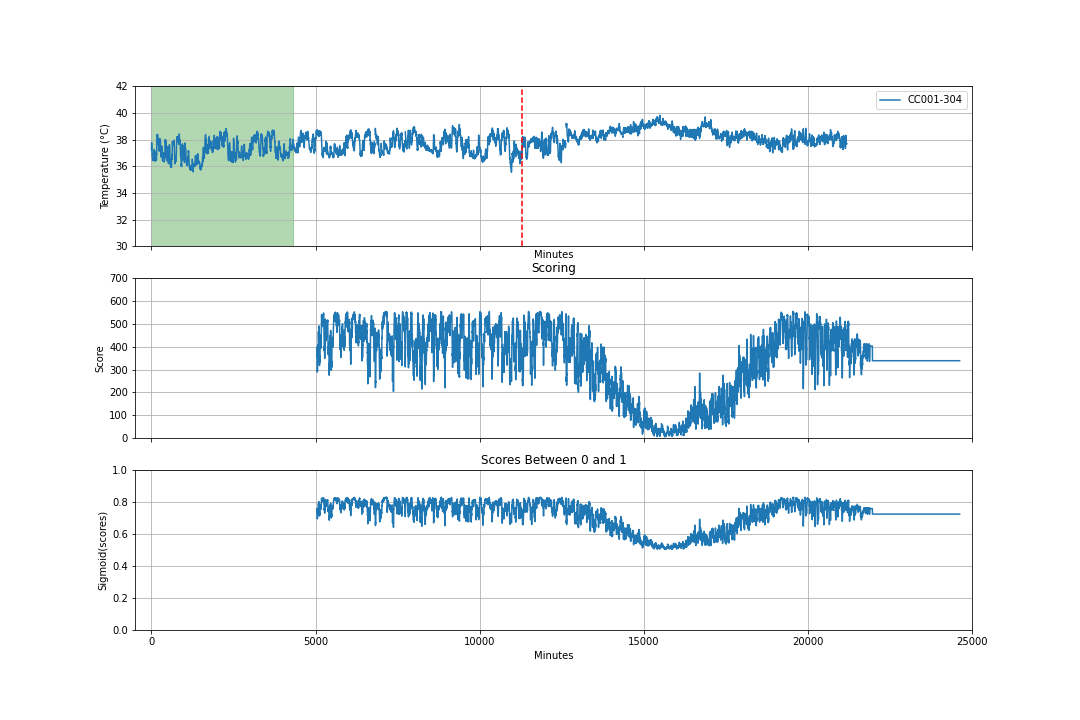 42
40
38
36
34
32
30
Temperature (°C)
CC001-304
Minutes
Scoring
700
600
500
400
300
200
100
0
Score
Scores Between 0 and 1
1.0
0.8
0.6
0.4
0.2
0.0
Sigmoid(scores)
0 5000 10000 15000 20000 25000
Minutes